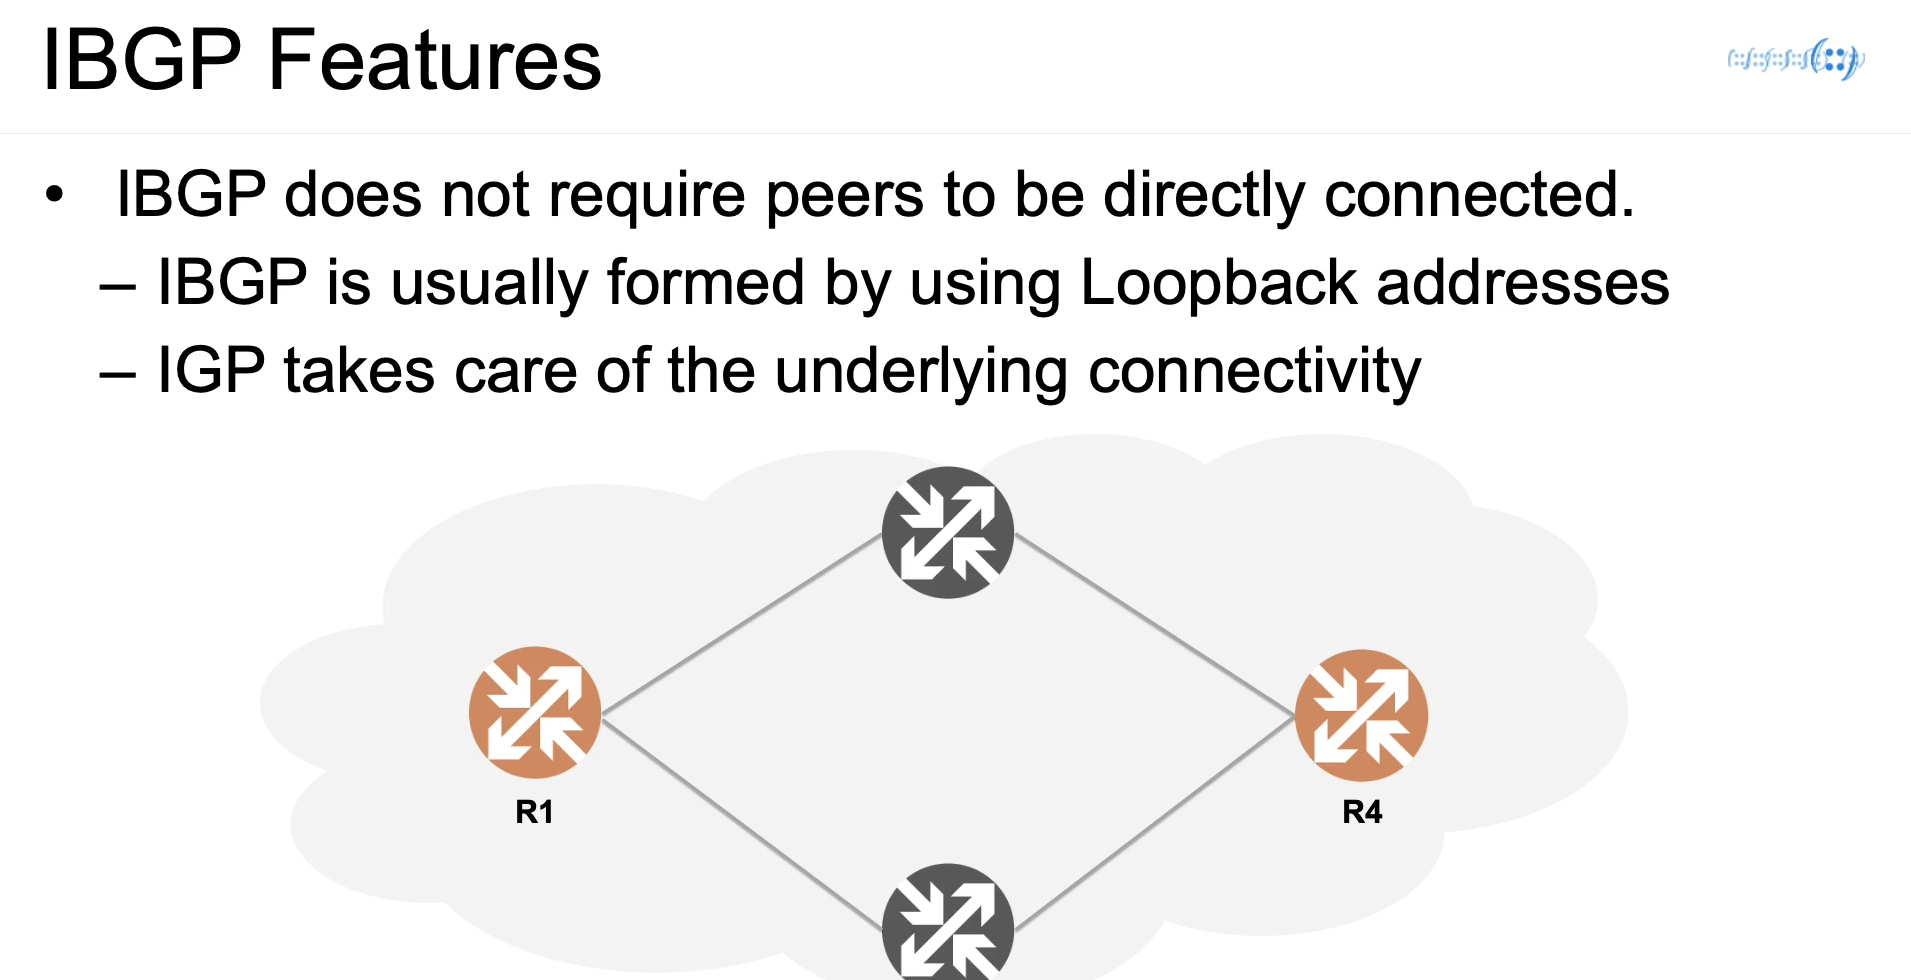 IBGP Features
• IBGP does not require peers to be directly connected.
– IBGP is usually formed by using Loopback addresses
– IGP takes care of the underlying connectivity
R1
R4